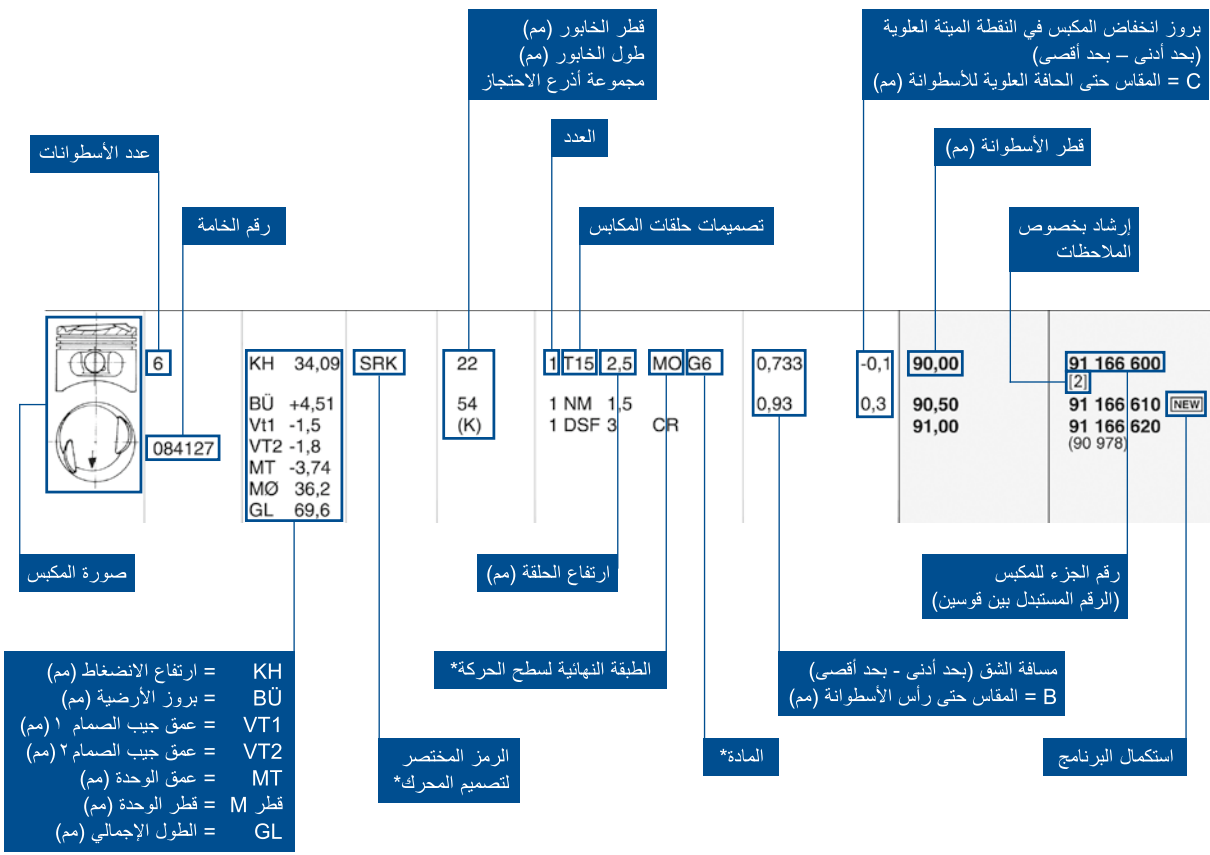 قطر الخابور (مم)
طول الخابور (مم)
مجموعة أذرع الاحتجاز
بروز انخفاض المكبس في النقطة الميتة العلوية
(بحد أدنى – بحد أقصى)
C = المقاس حتى الحافة العلوية للأسطوانة (مم)
العدد
قطر الأسطوانة (مم)
عدد الأسطوانات
رقم الخامة
تصميمات حلقات المكابس
إرشاد بخصوص
الملاحظات
6 KH 34,09 SRK 22 1 T15 2,5 MO G6 0,733 -0,1 90,00 91 166 600
[2]
BÜ +4,51 54 1 NM 1,5 0,93 0,3 90,50 91 166 610 NEW
Vt1 -1,5 (K) 1 DSF 3 CR 91,00 91 166 620
084127 VT2 -1,8 (90 978)
MT -3,74
MØ 36,2
GL 69,6
صورة المكبس
ارتفاع الحلقة (مم)
رقم الجزء للمكبس
(الرقم المستبدل بين قوسين)
KH = ارتفاع الانضغاط (مم)
BÜ = بروز الأرضية (مم)
VT1 = عمق جيب الصمام ١ (مم)
VT2 = عمق جيب الصمام ٢ (مم)
MT = عمق الوحدة (مم)
قطر M = قطر الوحدة (مم)
GL = الطول الإجمالي (مم)
الطبقة النهائية لسطح الحركة*
مسافة الشق (بحد أدنى - بحد أقصى)
B = المقاس حتى رأس الأسطوانة (مم)
الرمز المختصر
لتصميم المحرك*
المادة*
استكمال البرنامج